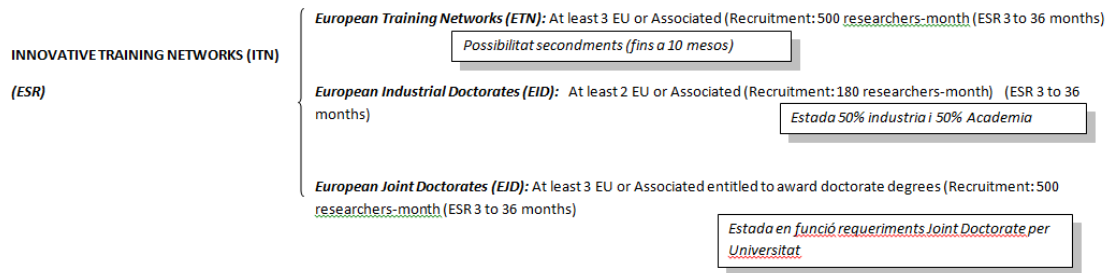 European Training Networks (ETN): At least 3 EU or Associated (Recruitment: 500 researchers-month (ESR 3 to 36 months)
Possibilitat secondments (fins a 10 mesos)
INNOVATIVE TRAINING NETWORKS (ITN)
(ESR)
European Industrial Doctorates (EID): At least 2 EU or Associated (Recruitment: 180 researchers-month) (ESR 3 to 36
months)
Estada 50% industria i 50% Academia
European Joint Doctorates (EJD): At least 3 EU or Associated entitled to award doctorate degrees (Recruitment: 500
researchers-month (ESR 3 to 36 months)
Estada en funció requeriments Joint Doctorate per
Universitat